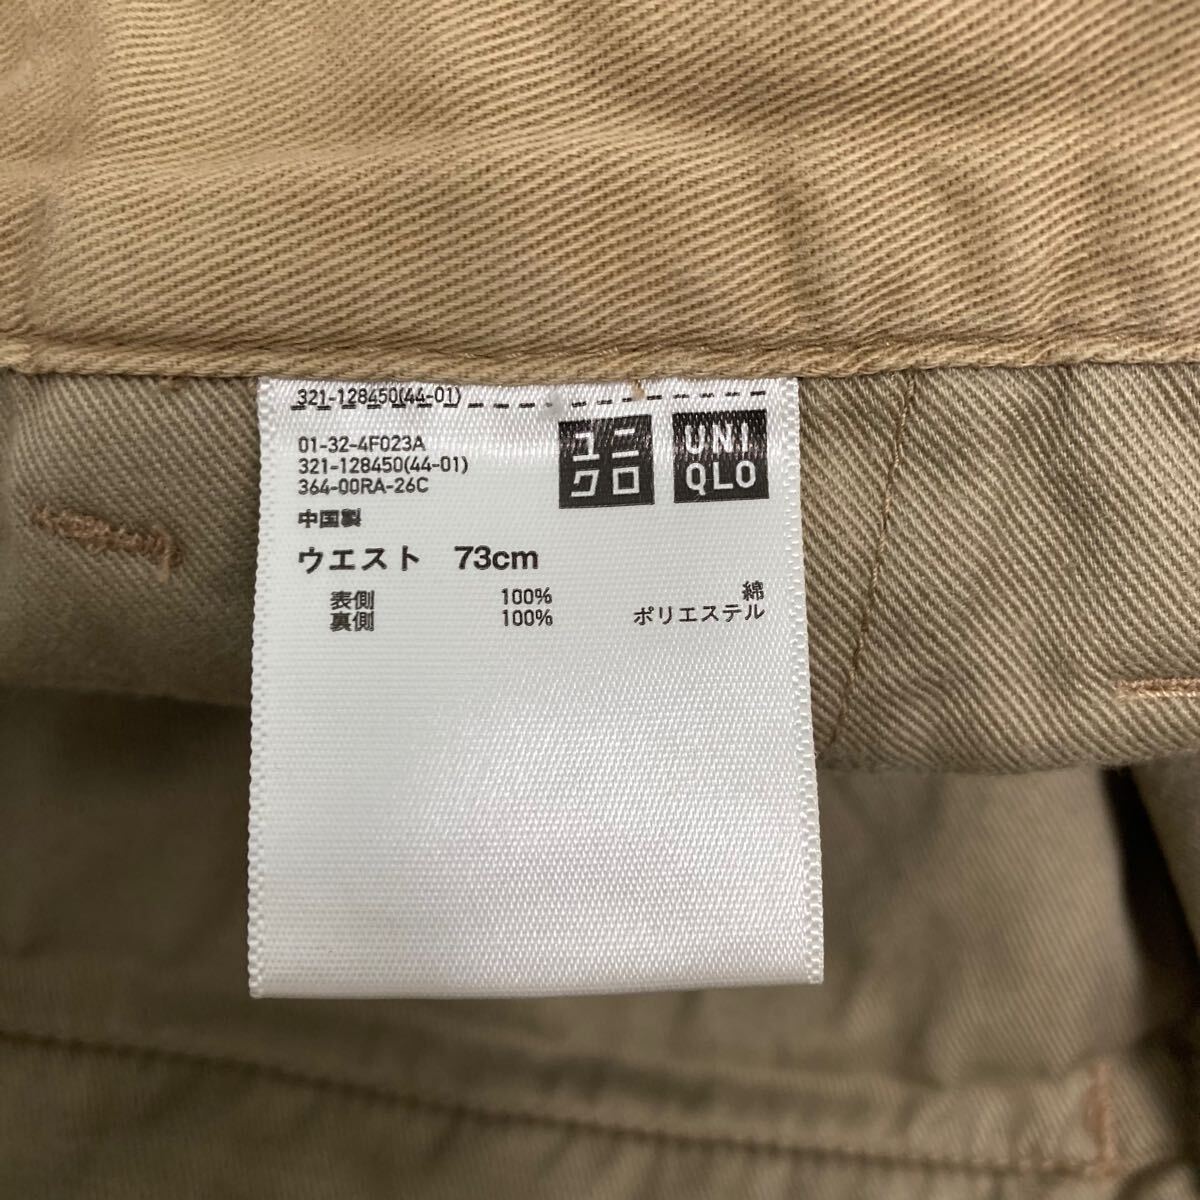 321-128450(44-01)
01-32-4F023A
321-128450(44-01)
364-00RA-26C
中国製
ユニ
クロ
UNI
QLO
ウエスト 73cm
表側 100% 綿
裏側 100% ポリエステル